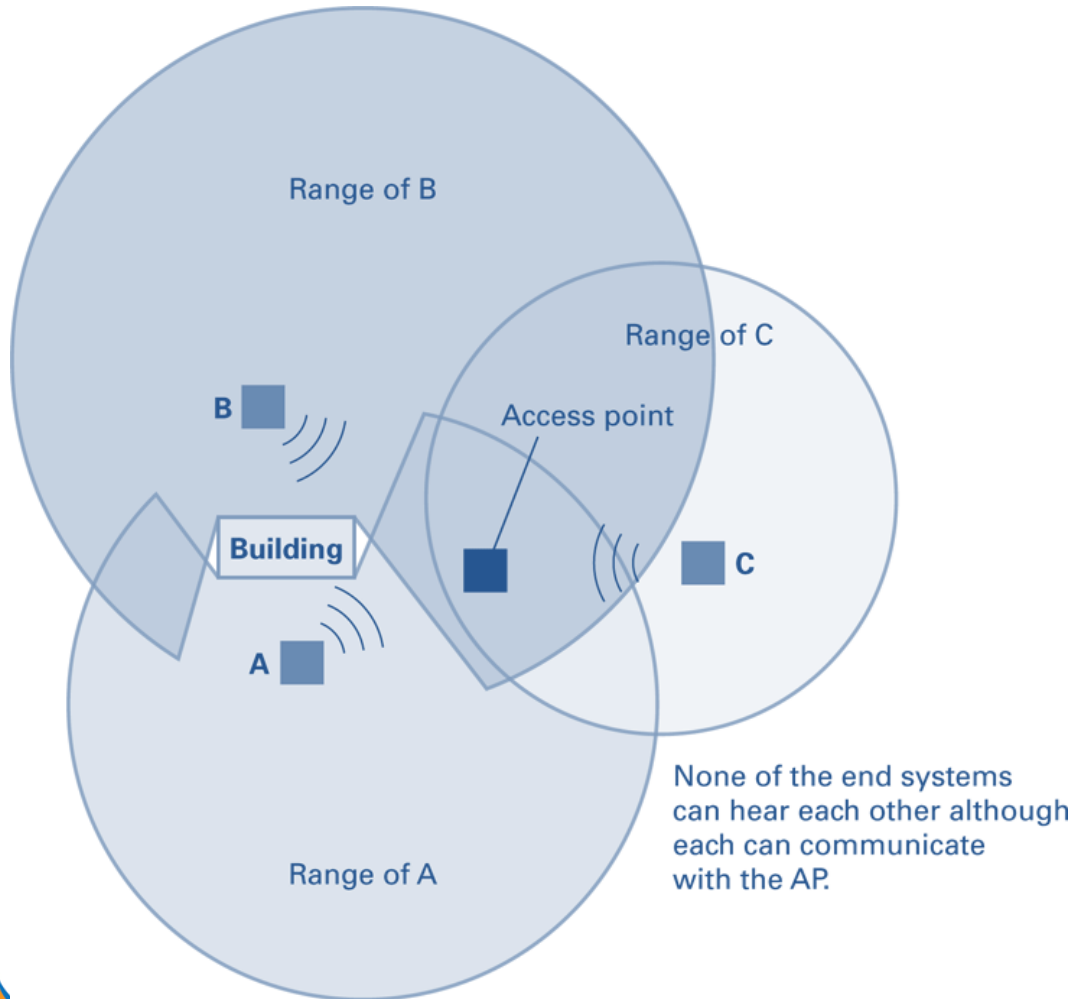 Range of B
Range of C
Access point
B
Building
C
A
Range of A
None of the end systems
can hear each other although
each can communicate
with the AP.